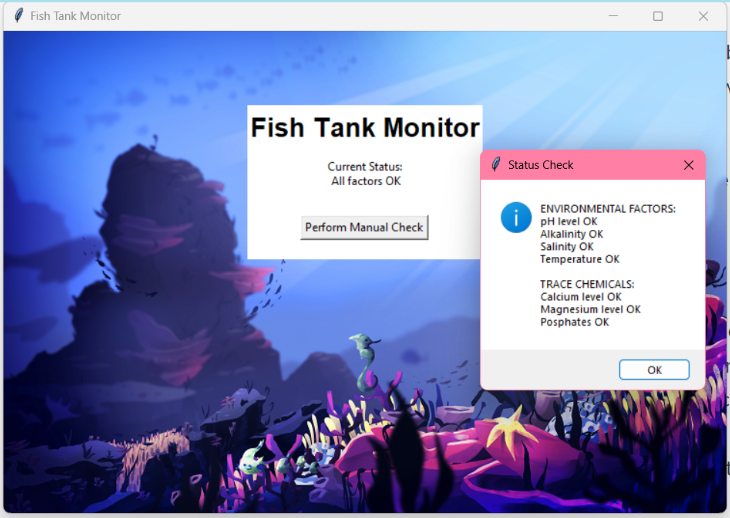 Fish Tank Monitor
Fish Tank Monitor
Current Status:
All factors OK
Perform Manual Check
Status Check
ENVIRONMENTAL FACTORS:
pH level OK
Alkalinity OK
Salinity OK
Temperature OK
TRACE CHEMICALS:
Calcium level OK
Magnesium level OK
Posphates OK
OK